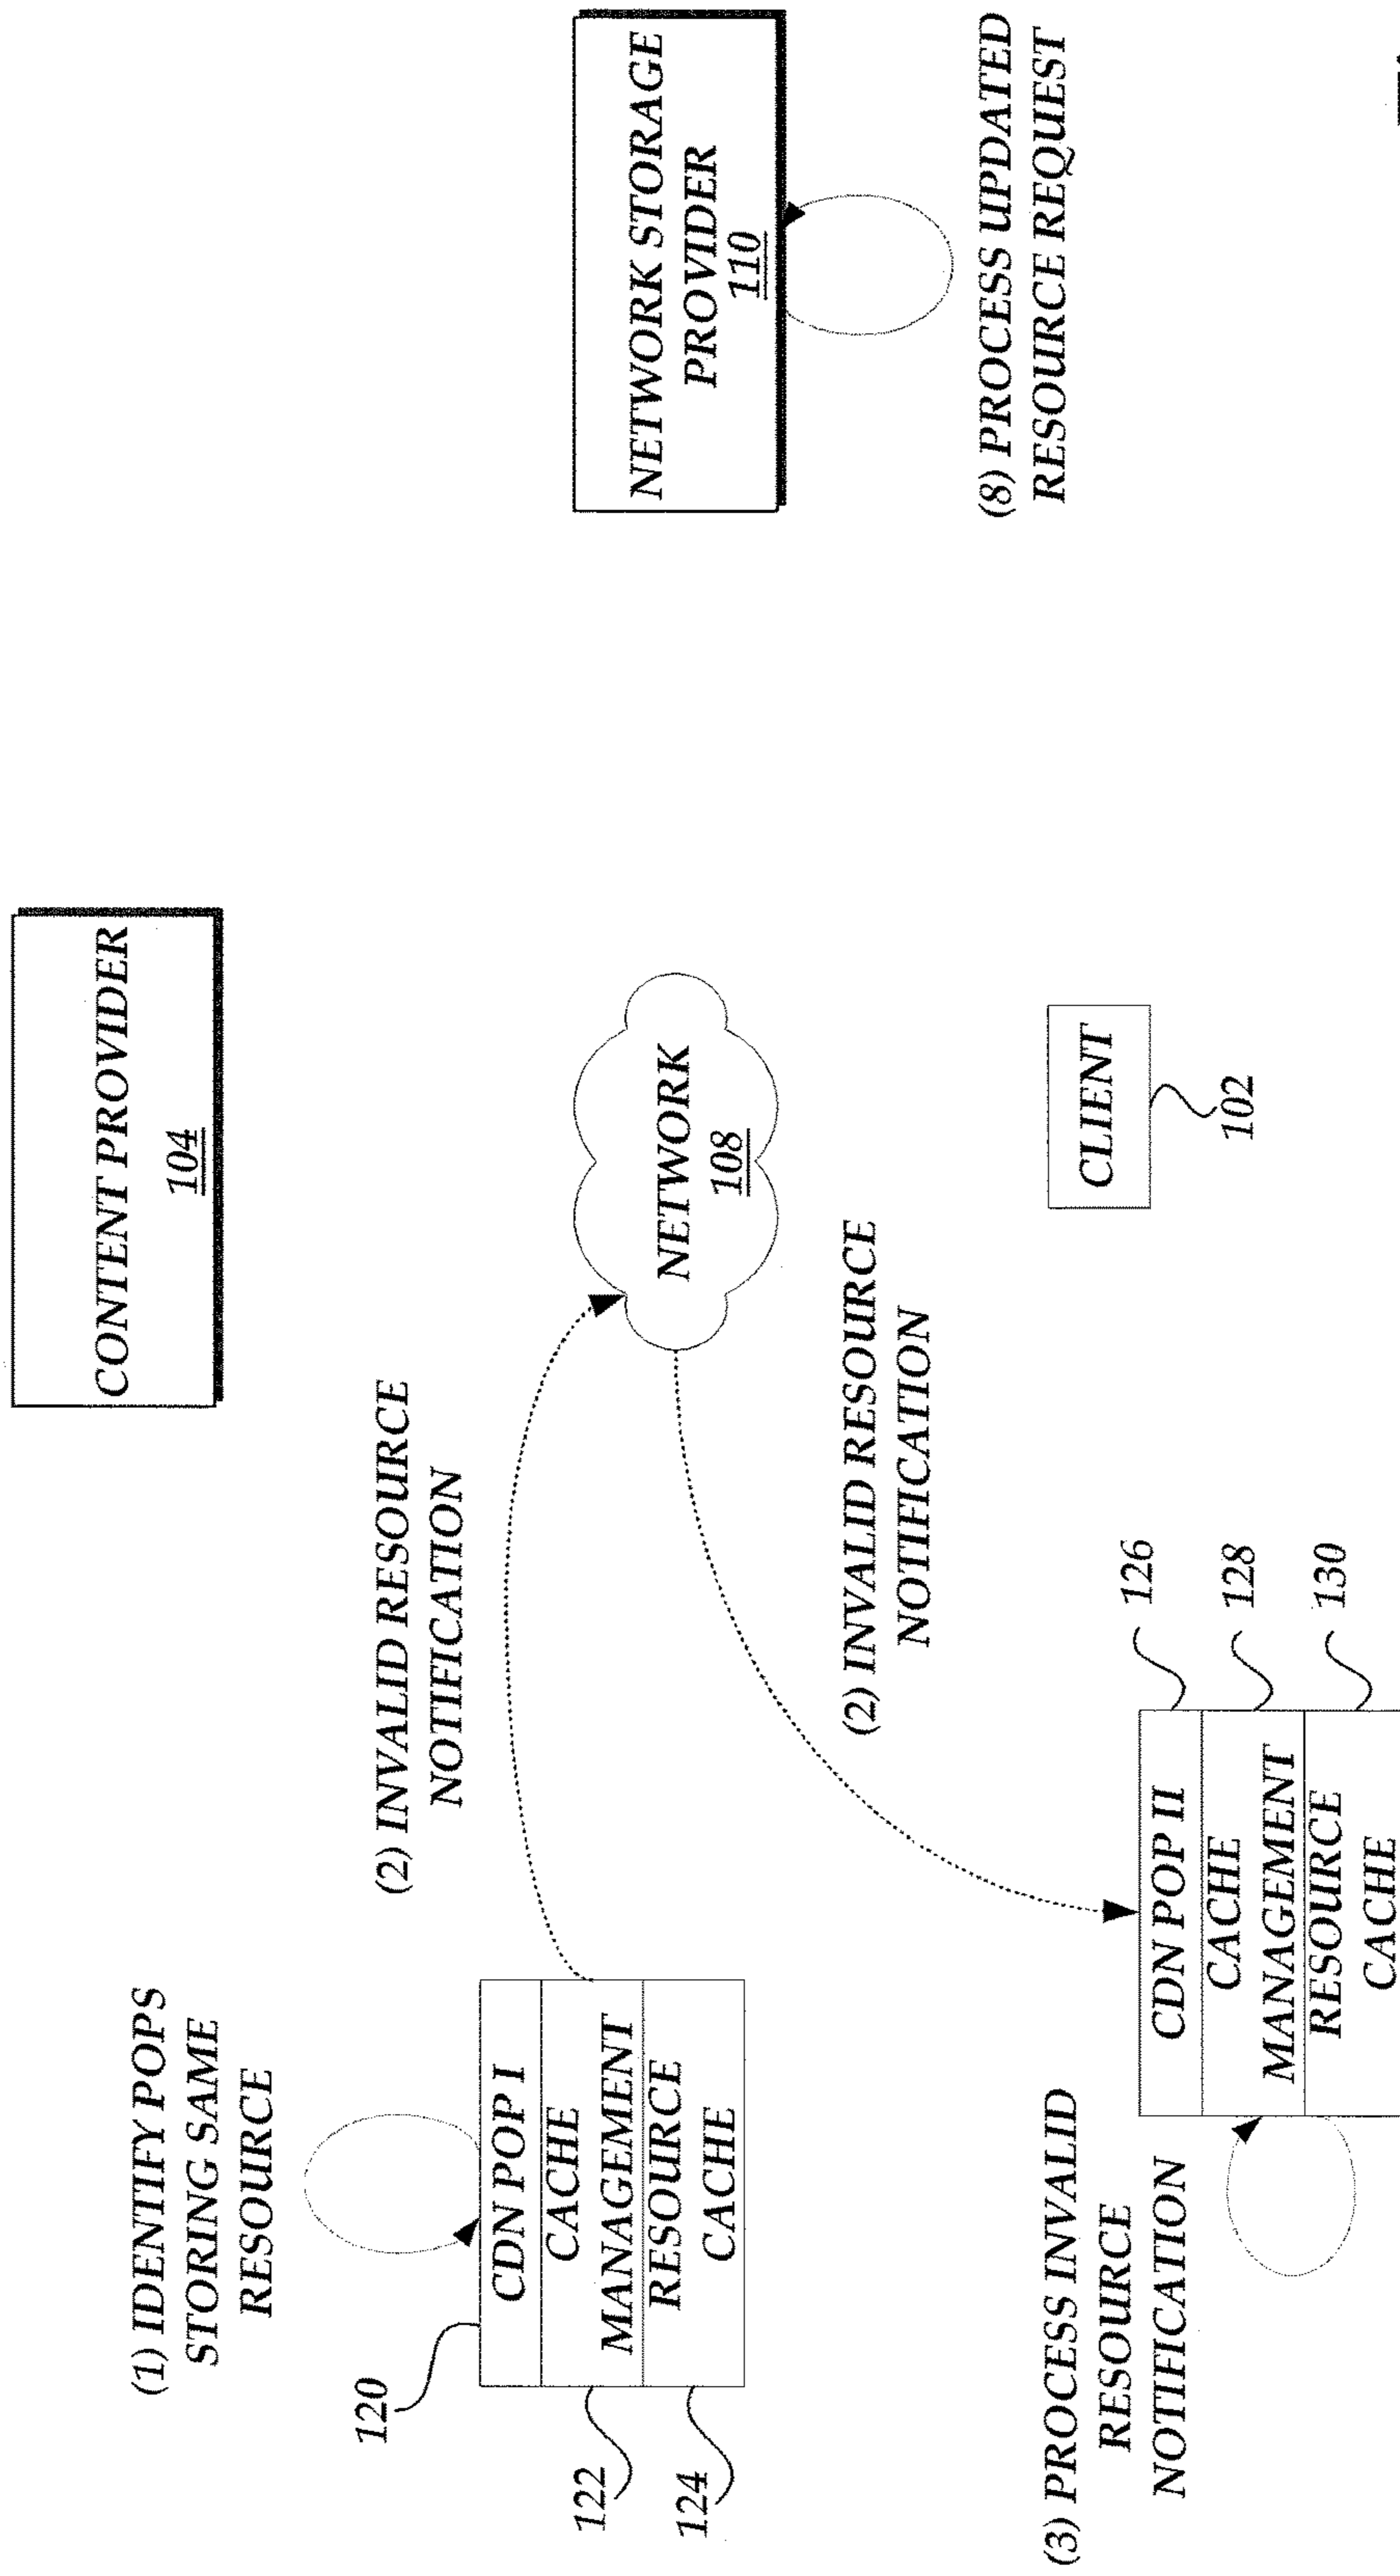 CONTENT PROVIDER
104
(1) IDENTIFY POPS
STORING SAME
RESOURCE
(2) INVALID RESOURCE
NOTIFICATION
120
CDN POP I
CACHE
MANAGEMENT
RESOURCE
CACHE
122
124
NETWORK
108
NETWORK STORAGE
PROVIDER
110
(8) PROCESS UPDATED
RESOURCE REQUEST
(2) INVALID RESOURCE
NOTIFICATION
CLIENT
102
(3) PROCESS INVALID
RESOURCE
NOTIFICATION
CDN POP II
CACHE
MANAGEMENT
RESOURCE
CACHE
126
128
130